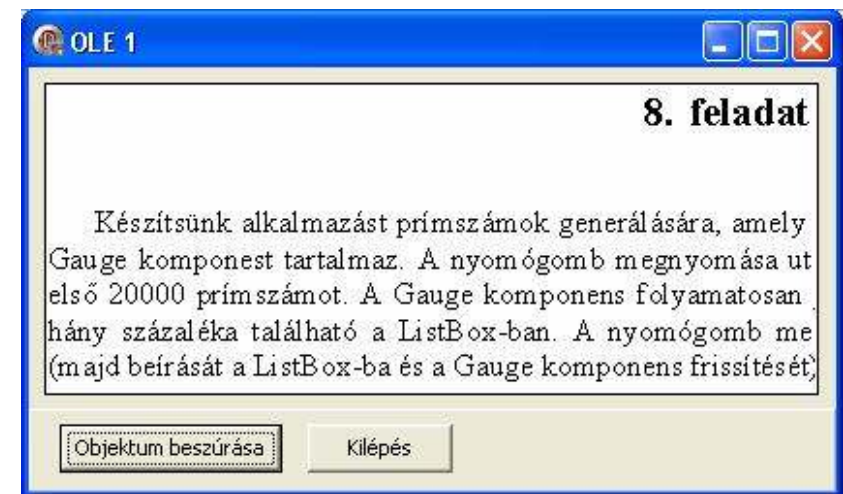 OLE 1
8. feladat
Készítsünk alkalmazást prímszámok generálására, amely
Gauge komponest tartalmaz. A nyomógomb megnyomása ut
első 20000 prímszámot. A Gauge komponens folyamatosan
hány százaléka található a ListBox-ban. A nyomógomb me
(majd beírását a ListBox-ba és a Gauge komponens frissítését)
Objektum beszúrása
Kilépés